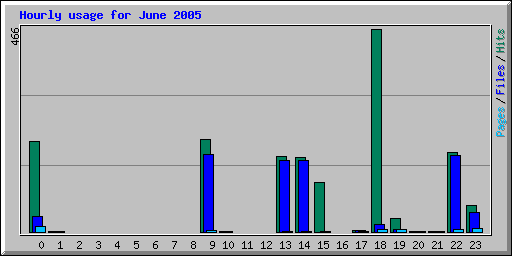 Hourly usage for June 2005
466
Pages/Files/Hits
0 1 2 3 4 5 6 7 8 9 10 11 12 13 14 15 16 17 18 19 20 21 22 23